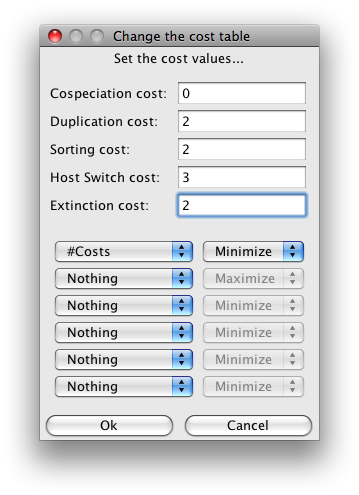 Change the cost table
Set the cost values...
Cospeciation cost: 0
Duplication cost: 2
Sorting cost: 2
Host Switch cost: 3
Extinction cost: 2
#Costs Minimize
Nothing Maximize
Nothing Minimize
Nothing Minimize
Nothing Minimize
Nothing Minimize
Ok Cancel